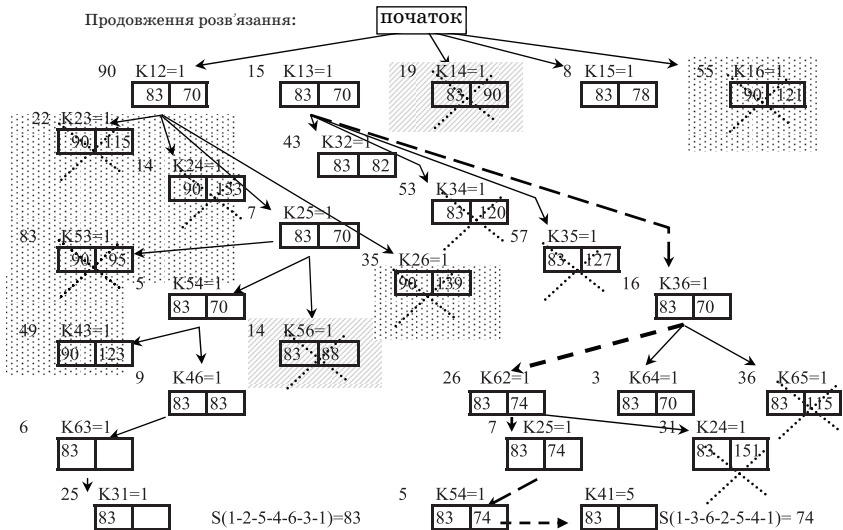 Продовження розв'язання:
початок
90 K12=1
83 70
15 K13=1
83 70
19 K14=1
83 90
8 K15=1
83 78
55 K16=1
90 121
22 K23=1
90 115
14 K24=1
90 153
43 K32=1
83 82
7 K25=1
83 70
53 K34=1
83 120
83 K53=1
90 95
35 K26=1
90 139
57 K35=1
83 127
5 K54=1
83 70
16 K36=1
83 70
49 K43=1
90 123
14 K56=1
83 88
9 K46=1
83 83
26 K62=1
83 74
3 K64=1
83 70
36 K65=1
83 115
6 K63=1
83
7 K25=1
83 74
31 K24=1
83 151
25 K31=1
83
S(1-2-5-4-6-3-1)=83
5 K54=1
83 74
K41=5
83
S(1-3-6-2-5-4-1)= 74